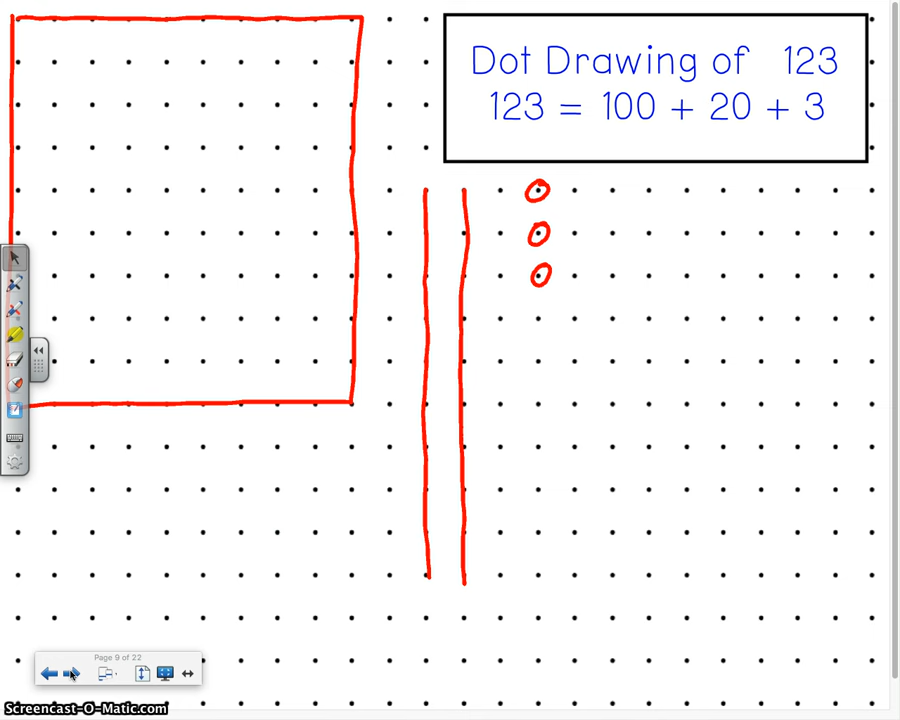 Dot Drawing of 123
123 = 100 + 20 + 3
Page 9 of 22
Screencast-O-Matic.com